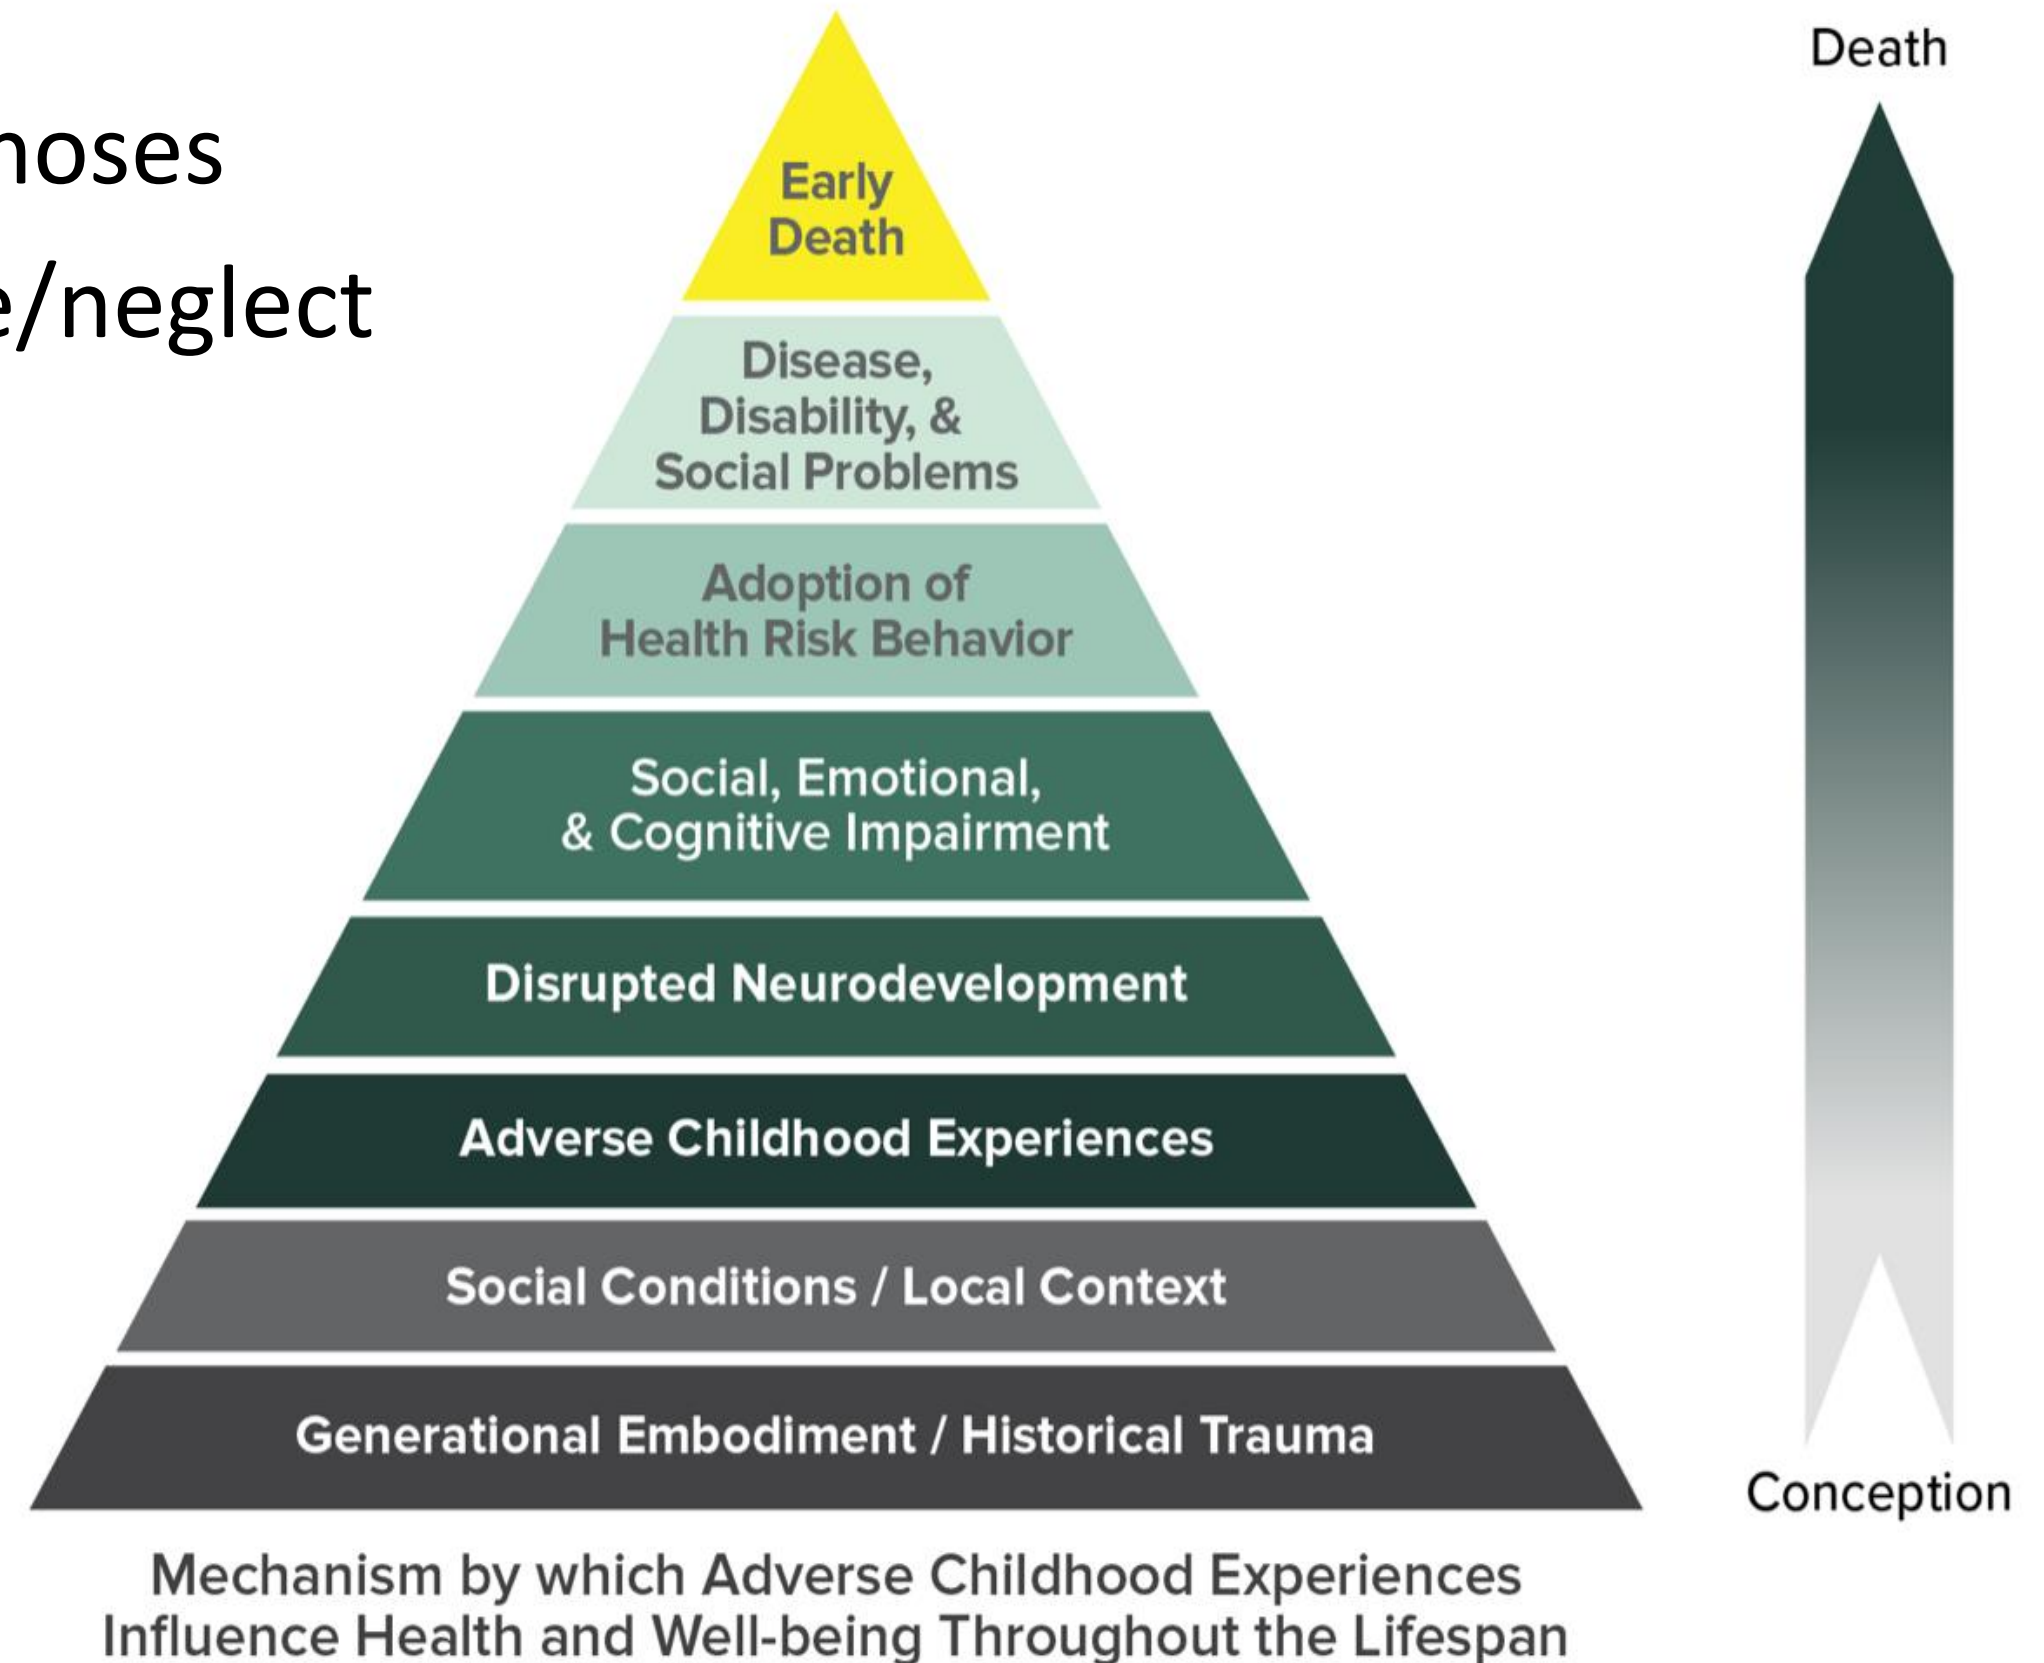 noses
e/neglect
Early
Death
Disease,
Disability, &
Social Problems
Adoption of
Health Risk Behavior
Social, Emotional,
& Cognitive Impairment
Disrupted Neurodevelopment
Adverse Childhood Experiences
Social Conditions / Local Context
Generational Embodiment / Historical Trauma
Mechanism by which Adverse Childhood Experiences
Influence Health and Well-being Throughout the Lifespan
Death
Conception